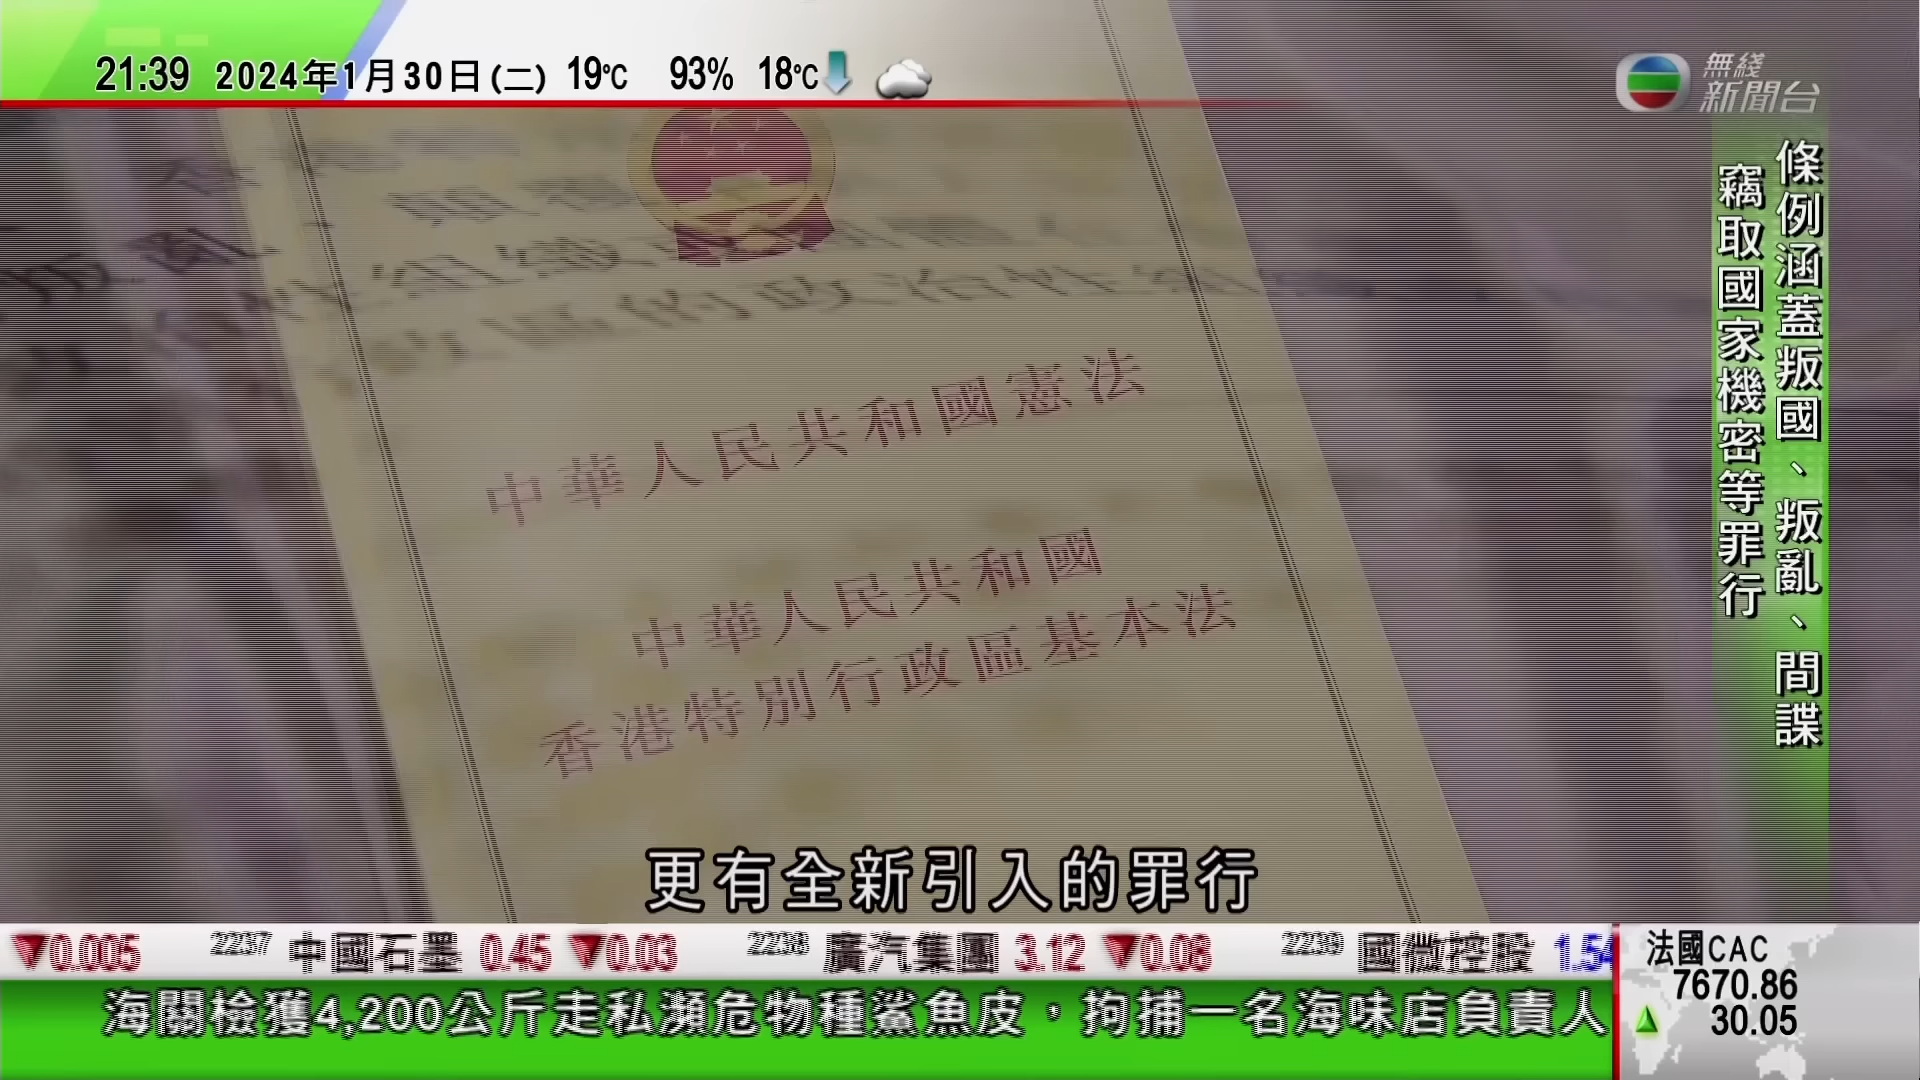 21:39 2024年1月30日(二) 19℃ 93% 18℃
無綫
新聞台
條例涵蓋叛國、叛亂、間諜
竊取國家機密等罪行
中華人民共和國憲法
中華人民共和國
香港特別行政區基本法
更有全新引入的罪行
▼0.005 2237 中國石墨 0.45 ▼0.03 2238 廣汽集團 3.12 ▼0.08 2239 國微控股 1.54
法國CAC
7670.86
▲ 30.05
海關檢獲4,200公斤走私瀕危物種鯊魚皮，拘捕一名海味店負責人